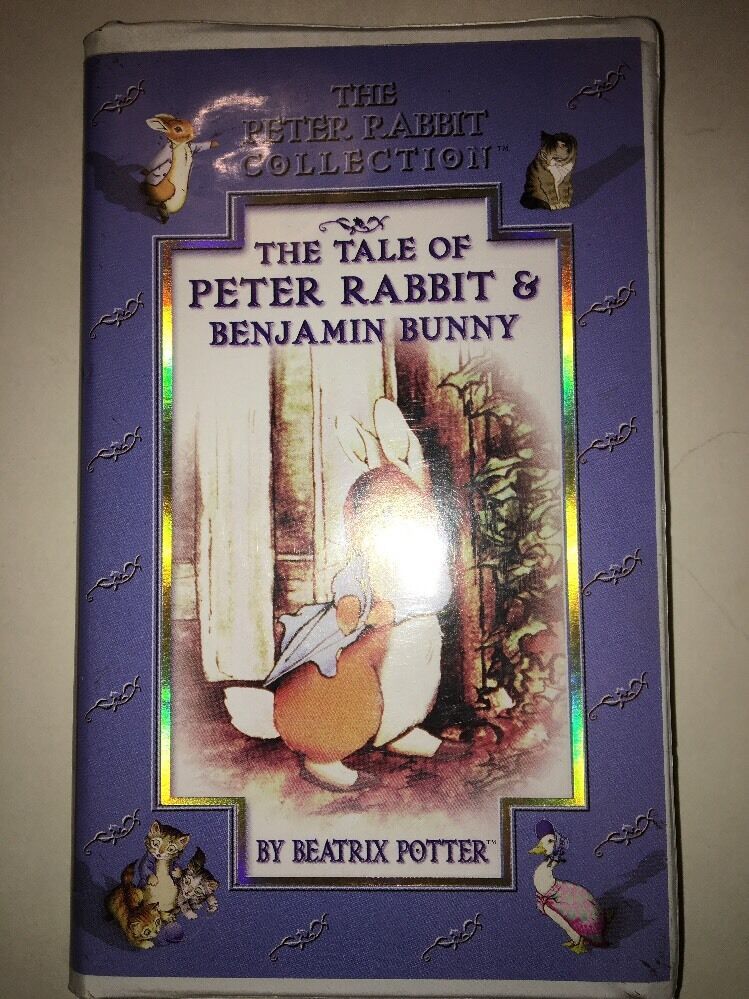 THE
PETER RABBIT
COLLECTION™
THE TALE OF
PETER RABBIT &
BENJAMIN BUNNY
BY BEATRIX POTTER™